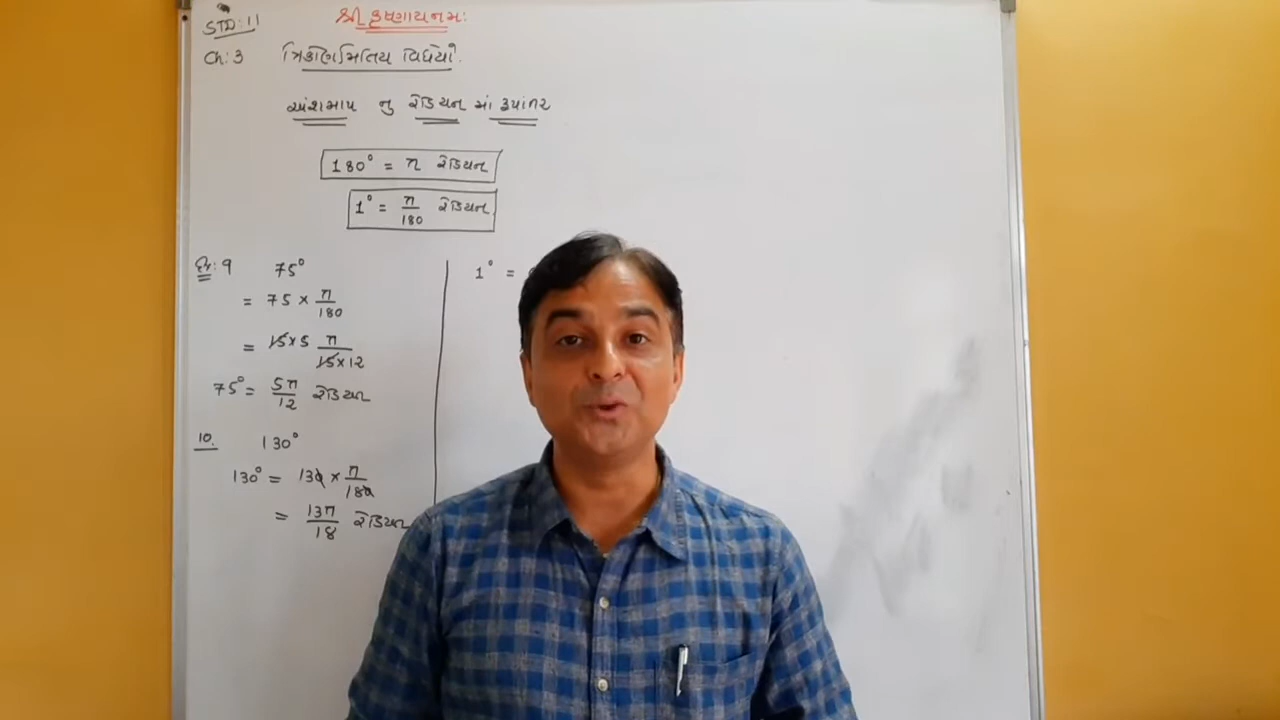 શ્રી કૃષ્ણાય નમઃ
STD: 11
Ch: 3 ત્રિકોણમિતિય વિધેયો.
અંશમાપ નુ રેડિયન માં રૂપાંતર
180° = π રેડિયન
1° = π/180 રેડિયન
9 75°
= 75 × π/180
= 15×5 π/15×12
75° = 5π/12 રેડિયન
10. 130°
130° = 130 × π/180
= 13π/18 રેડિયન
1° =